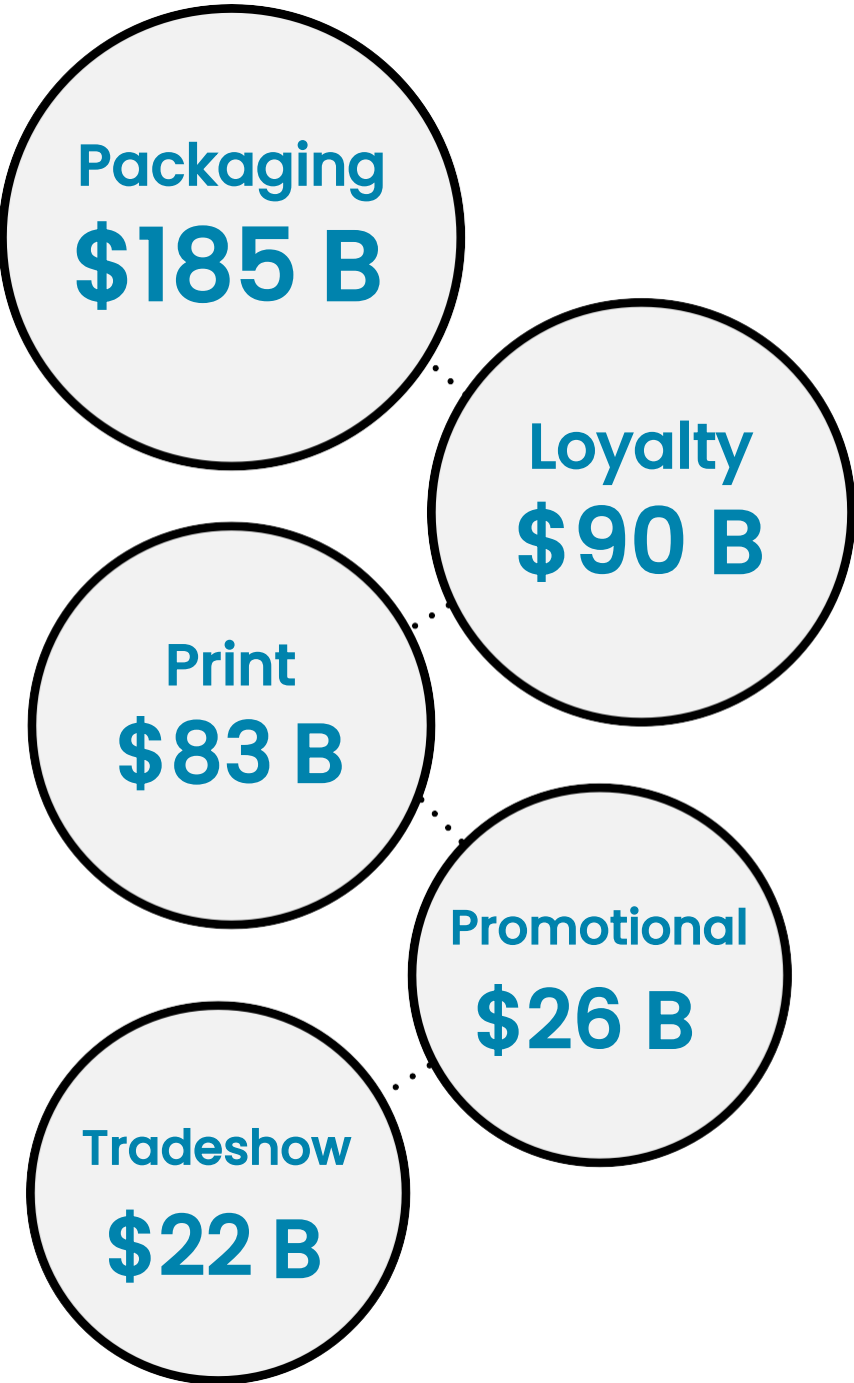 Packaging
$185 B
Loyalty
$90 B
Print
$83 B
Promotional
$26 B
Tradeshow
$22 B